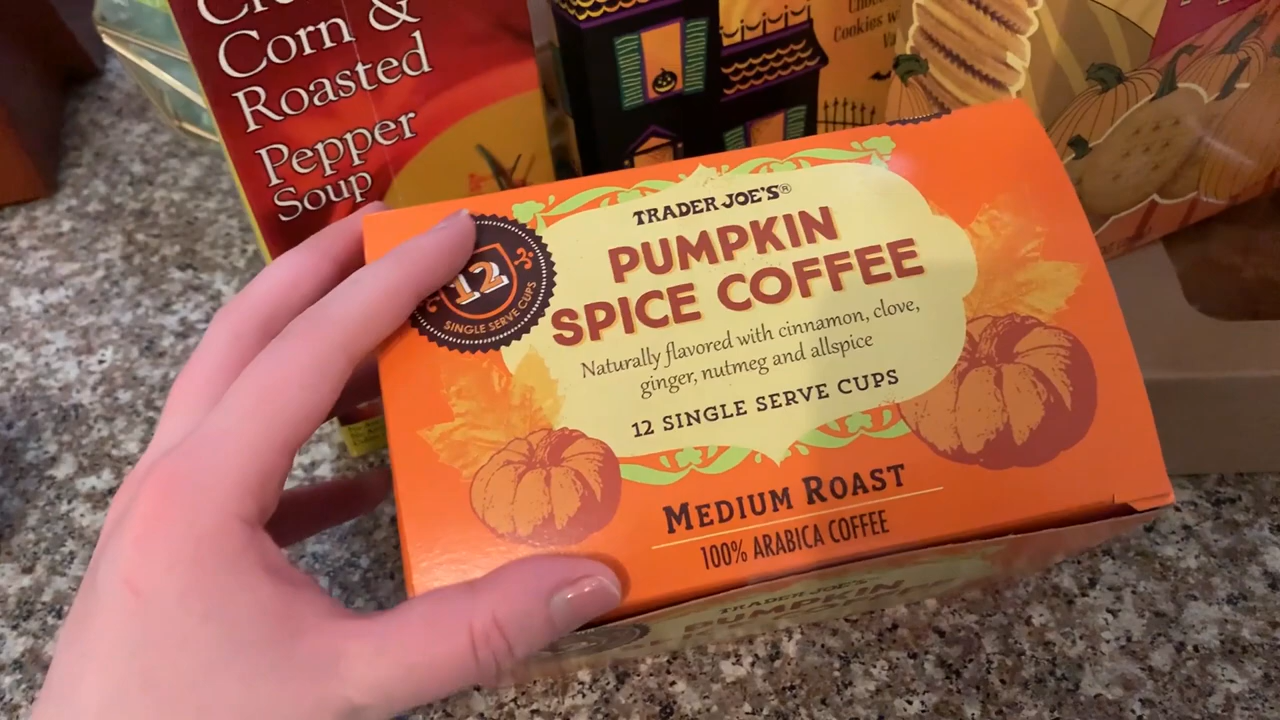 Corn &
Roasted
Pepper
Soup
Cookies
TRADER JOE'S®
PUMPKIN
SPICE COFFEE
Naturally flavored with cinnamon, clove,
ginger, nutmeg and allspice
12 SINGLE SERVE CUPS
12
SINGLE SERVE CUPS
MEDIUM ROAST
100% ARABICA COFFEE
TRADER JOE'S
PUMPKIN